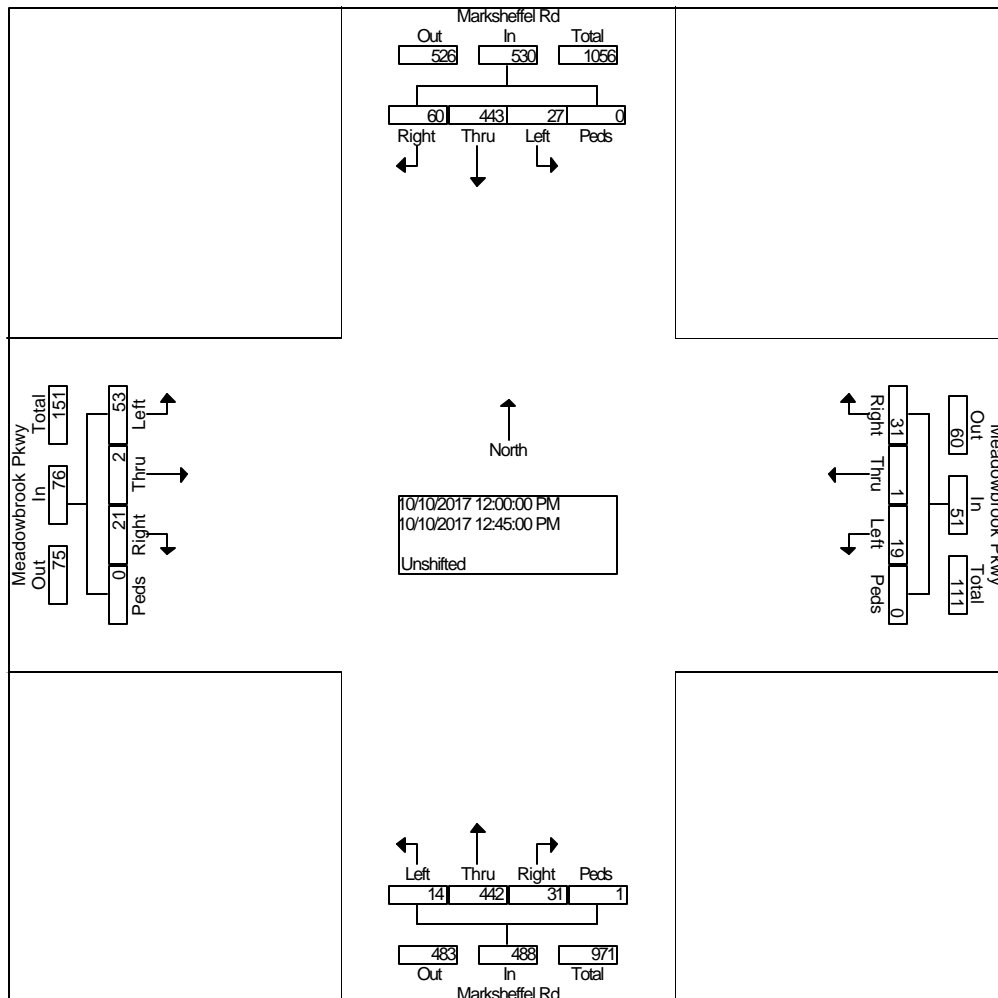 Marksheffel Rd
Out In Total
526 530 1056
60 443 27 0
Right Thru Left Peds
Meadowbrook Pkwy
Total In Out
151 76 75
53 2 21 0
Left Thru Right Peds
North
10/10/2017 12:00:00 PM
10/10/2017 12:45:00 PM
Unshifted
Right Thru Left Peds
31 1 19 0
Out In Total
60 51 111
Meadowbrook Pkwy
Left Thru Right Peds
14 442 31 1
483 488 971
Out In Total
Marksheffel Rd